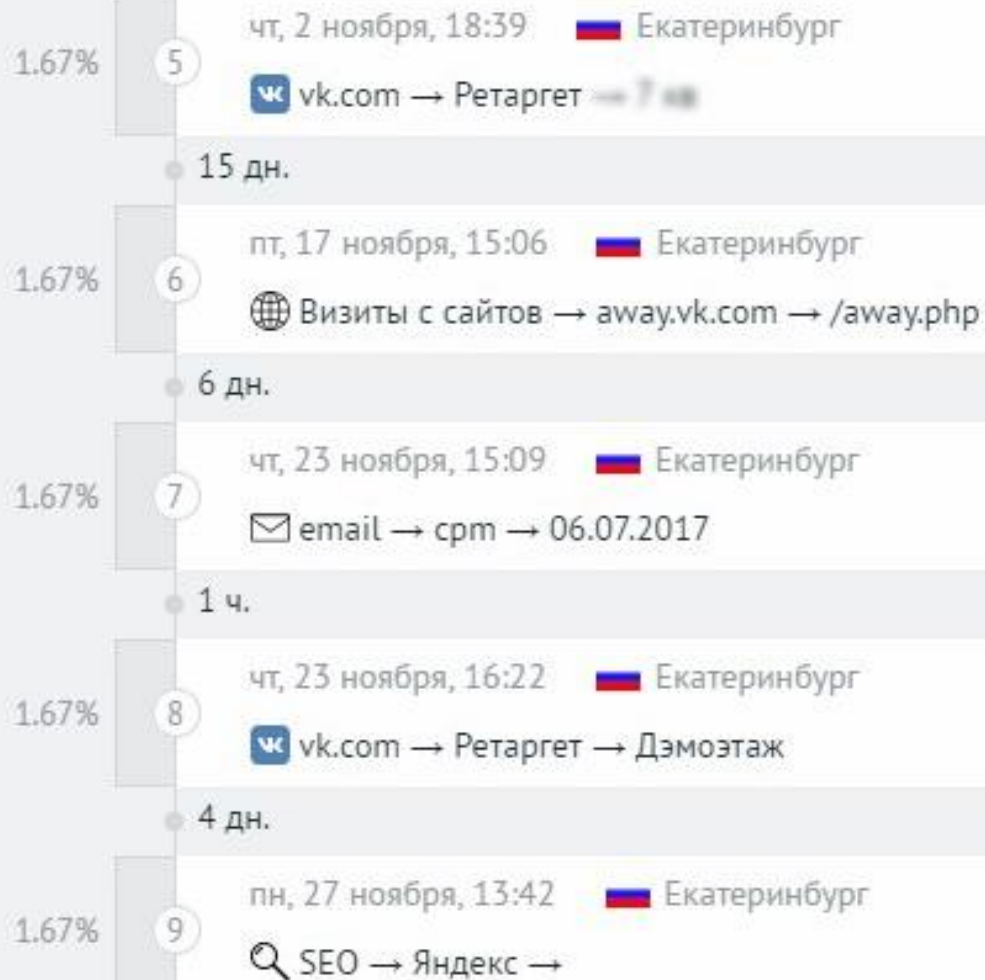 чт, 2 ноября, 18:39 Екатеринбург
1.67% 5
vk.com → Ретаргет
15 дн.
пт, 17 ноября, 15:06 Екатеринбург
1.67% 6
Визиты с сайтов → away.vk.com → /away.php
6 дн.
чт, 23 ноября, 15:09 Екатеринбург
1.67% 7
email → cpm → 06.07.2017
1 ч.
чт, 23 ноября, 16:22 Екатеринбург
1.67% 8
vk.com → Ретаргет → Дэмоэтаж
4 дн.
пн, 27 ноября, 13:42 Екатеринбург
1.67% 9
SEO → Яндекс →